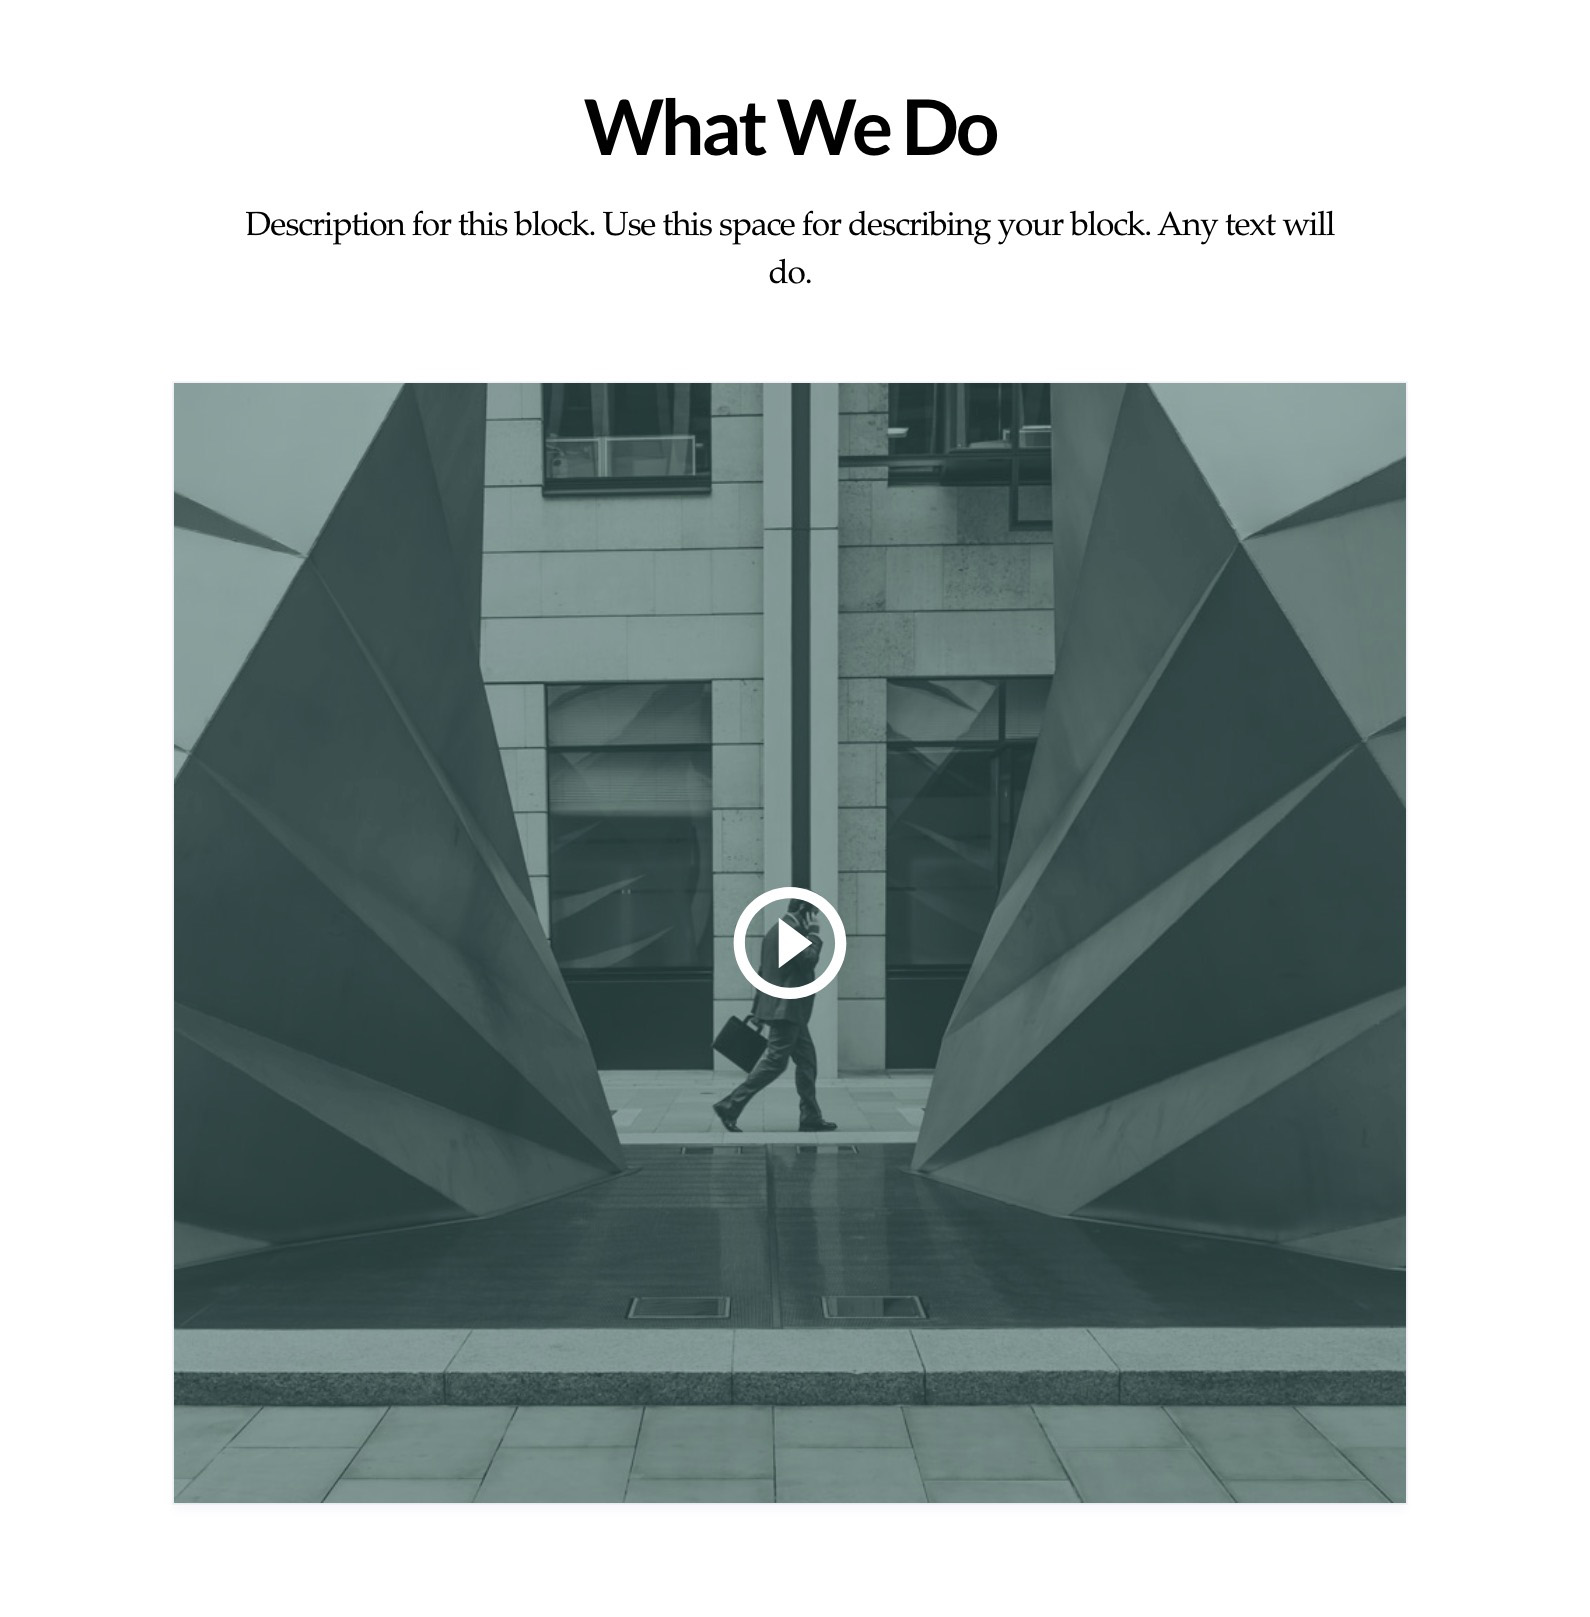 What We Do
Description for this block. Use this space for describing your block. Any text will
do.